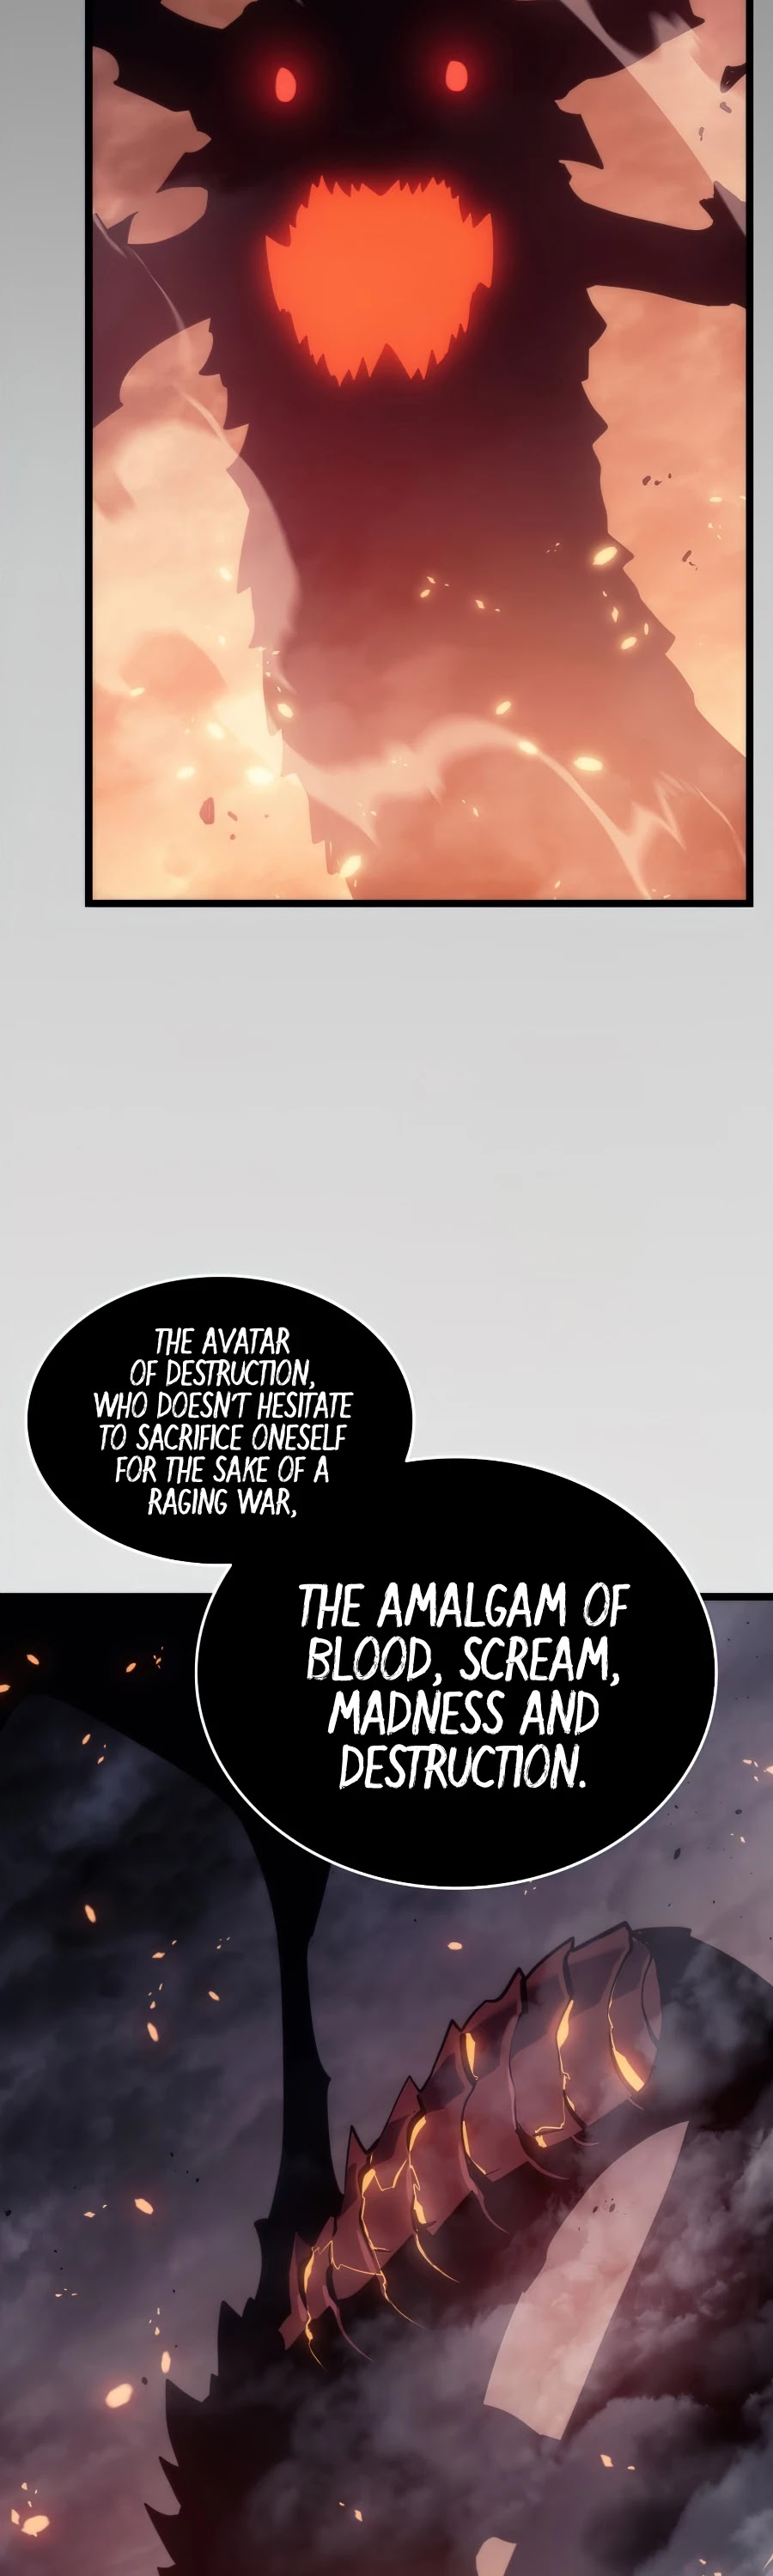 THE AVATAR
OF DESTRUCTION,
WHO DOESN'T HESITATE
TO SACRIFICE ONESELF
FOR THE SAKE OF A
RAGING WAR,
THE AMALGAM OF
BLOOD, SCREAM,
MADNESS AND
DESTRUCTION.